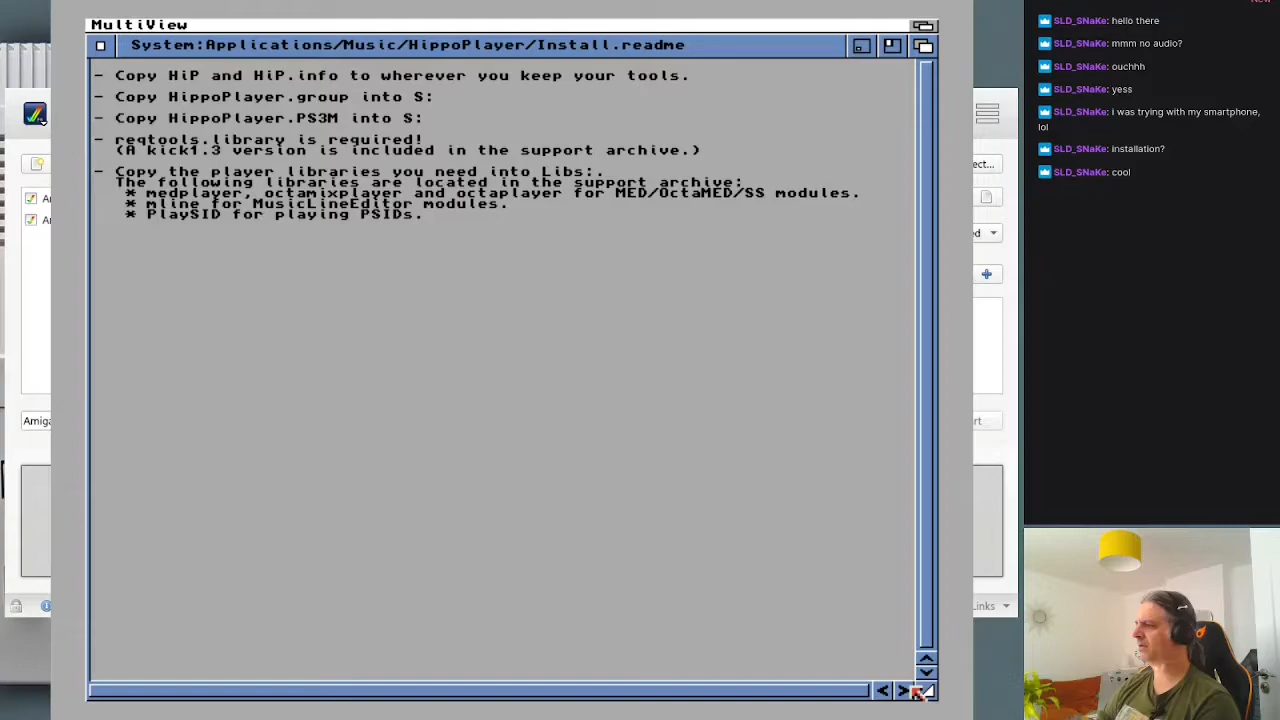 MultiView
System:Applications/Music/HippoPlayer/Install.readme
- Copy HiP and HiP.info to wherever you keep your tools.
- Copy HippoPlayer.group into S:
- Copy HippoPlayer.PS3M into S:
- reqtools.library is required!
(A kick1.3 version is included in the support archive.)
- Copy the player libraries you need into Libs:.
The following libraries are located in the support archive:
* medplayer, octamixplayer and octaplayer for MED/OctaMED/SS modules.
* mline for MusicLineEditor modules.
* PlaySID for playing PSIDs.
Amiga
ect...
ed
rt
Links
SLD_SNaKe: hello there
SLD_SNaKe: mmm no audio?
SLD_SNaKe: ouchhh
SLD_SNaKe: yess
SLD_SNaKe: i was trying with my smartphone,
lol
SLD_SNaKe: installation?
SLD_SNaKe: cool